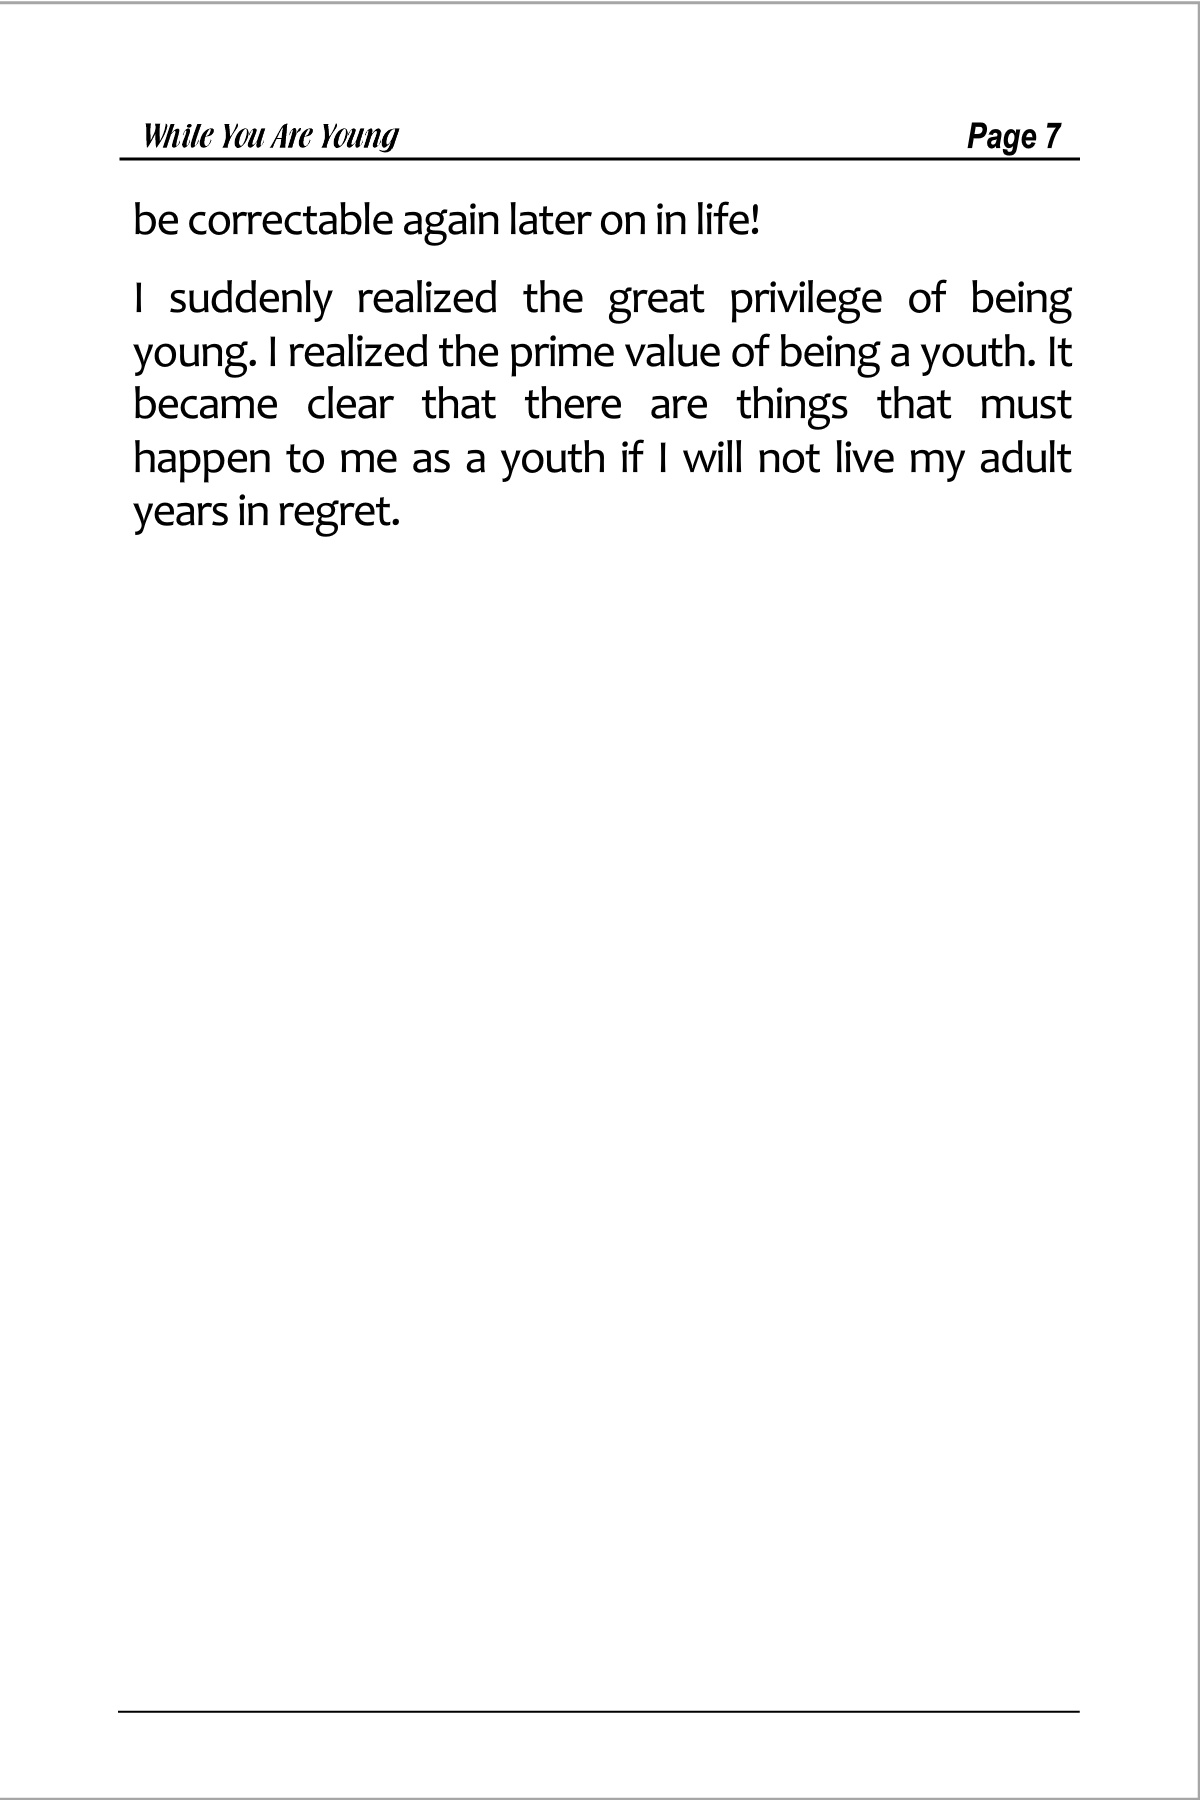 While You Are Young Page 7
be correctable again later on in life!
I suddenly realized the great privilege of being
young. I realized the prime value of being a youth. It
became clear that there are things that must
happen to me as a youth if I will not live my adult
years in regret.